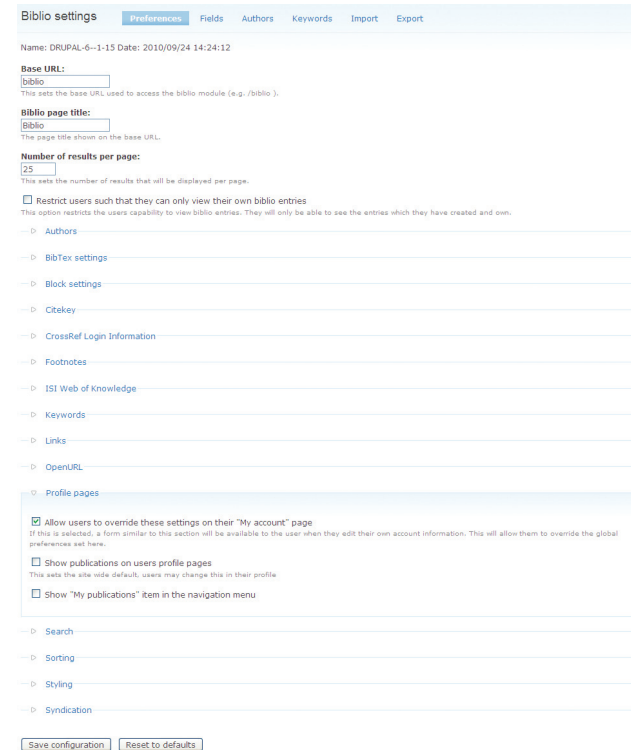 Biblio settings Preferences Fields Authors Keywords Import Export
Name: DRUPAL-6--1-15 Date: 2010/09/24 14:24:12
Base URL:
biblio
This sets the base URL used to access the biblio module (e.g. /biblio ).
Biblio page title:
Biblio
The page title shown on the base URL.
Number of results per page:
25
This sets the number of results that will be displayed per page.
Restrict users such that they can only view their own biblio entries
This option restricts the users capability to view biblio entries. They will only be able to see the entries which they have created and own.
Authors
BibTex settings
Block settings
Citekey
CrossRef Login Information
Footnotes
ISI Web of Knowledge
Keywords
Links
OpenURL
Profile pages
Allow users to override these settings on their "My account" page
If this is selected, a form similar to this section will be available to the user when they edit their own account information. This will allow them to override the global
preferences set here.
Show publications on users profile pages
This sets the site wide default, users may change this in their profile
Show "My publications" item in the navigation menu
Search
Sorting
Styling
Syndication
Save configuration Reset to defaults